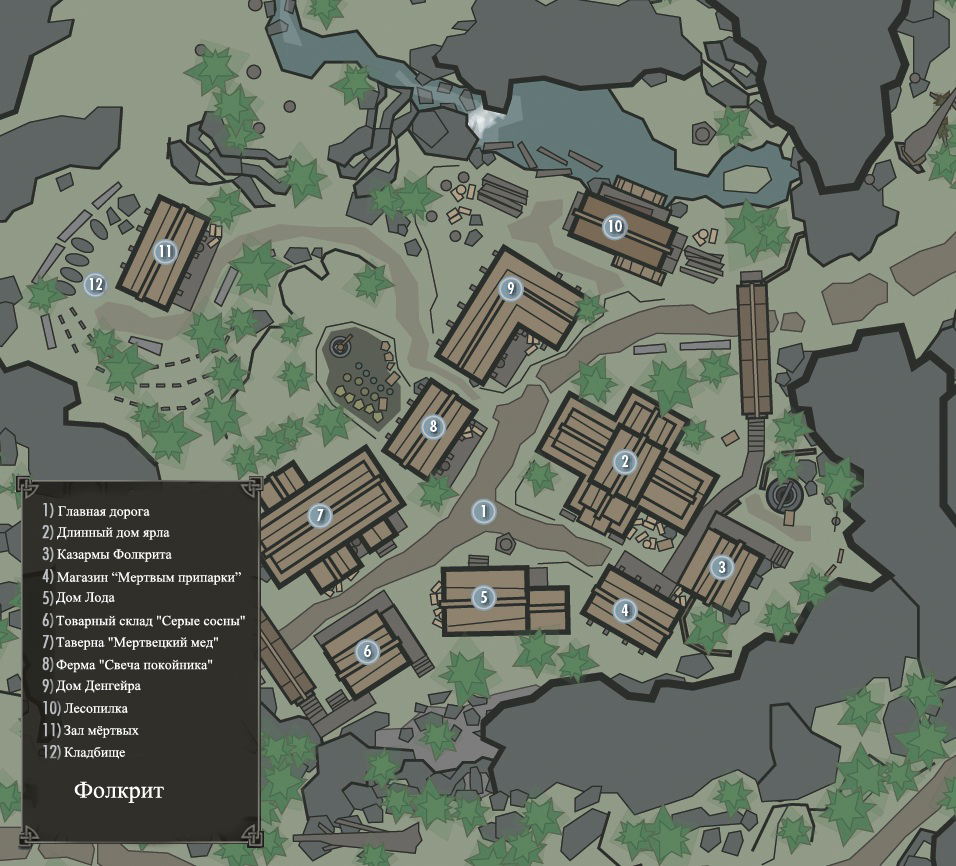 11
12
10
9
8
2
7
1
3
5
4
6
1) Главная дорога
2) Длинный дом ярла
3) Казармы Фолкрита
4) Магазин “Мертвым припарки”
5) Дом Лода
6) Товарный склад "Серые сосны"
7) Таверна "Мертвецкий мед"
8) Ферма "Свеча покойника"
9) Дом Денгейра
10) Лесопилка
11) Зал мёртвых
12) Кладбище
Фолкрит